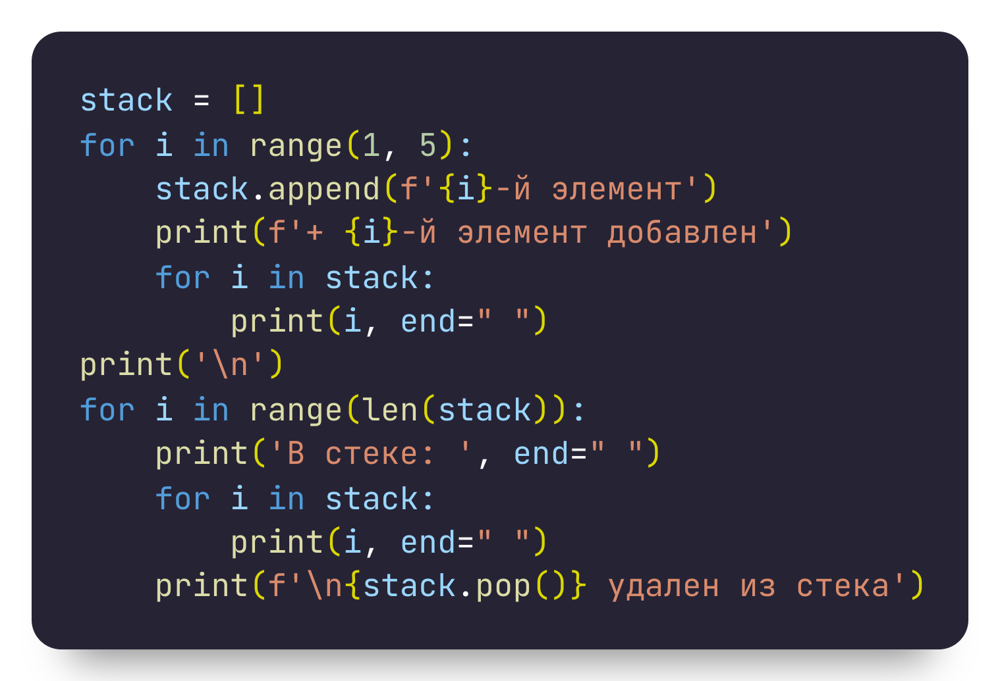 stack = []
for i in range(1, 5):
    stack.append(f'{i}-й элемент')
    print(f'+ {i}-й элемент добавлен')
    for i in stack:
        print(i, end=" ")
print('\n')
for i in range(len(stack)):
    print('В стеке: ', end=" ")
    for i in stack:
        print(i, end=" ")
    print(f'\n{stack.pop()} удален из стека')